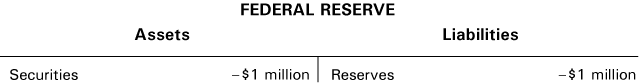 FEDERAL RESERVE
Assets Liabilities
Securities –$1 million Reserves –$1 million